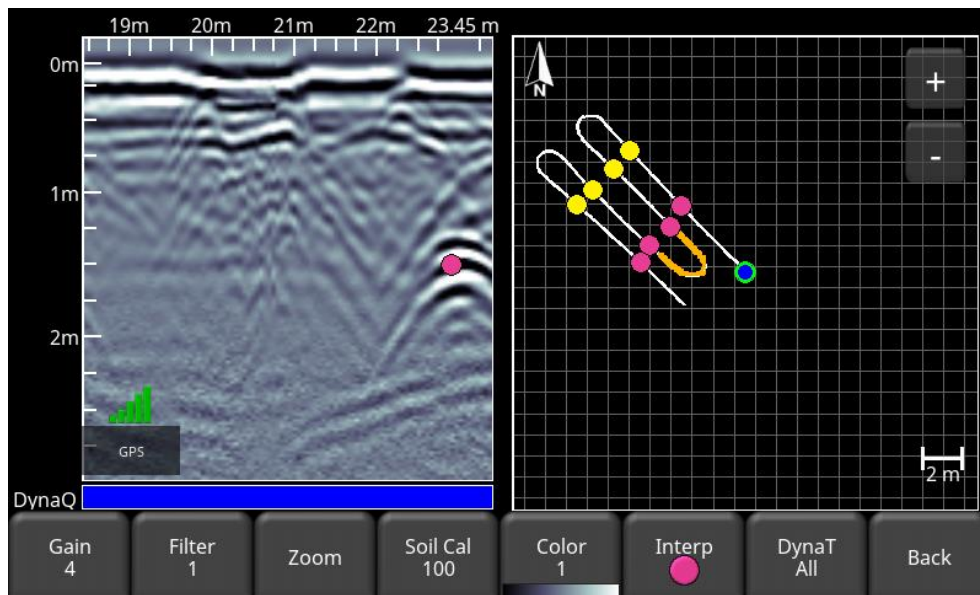 19m 20m 21m 22m 23.45 m
0m
1m
2m
GPS
DynaQ
N
+
-
2 m
Gain
4
Filter
1
Zoom
Soil Cal
100
Color
1
Interp
DynaT
All
Back